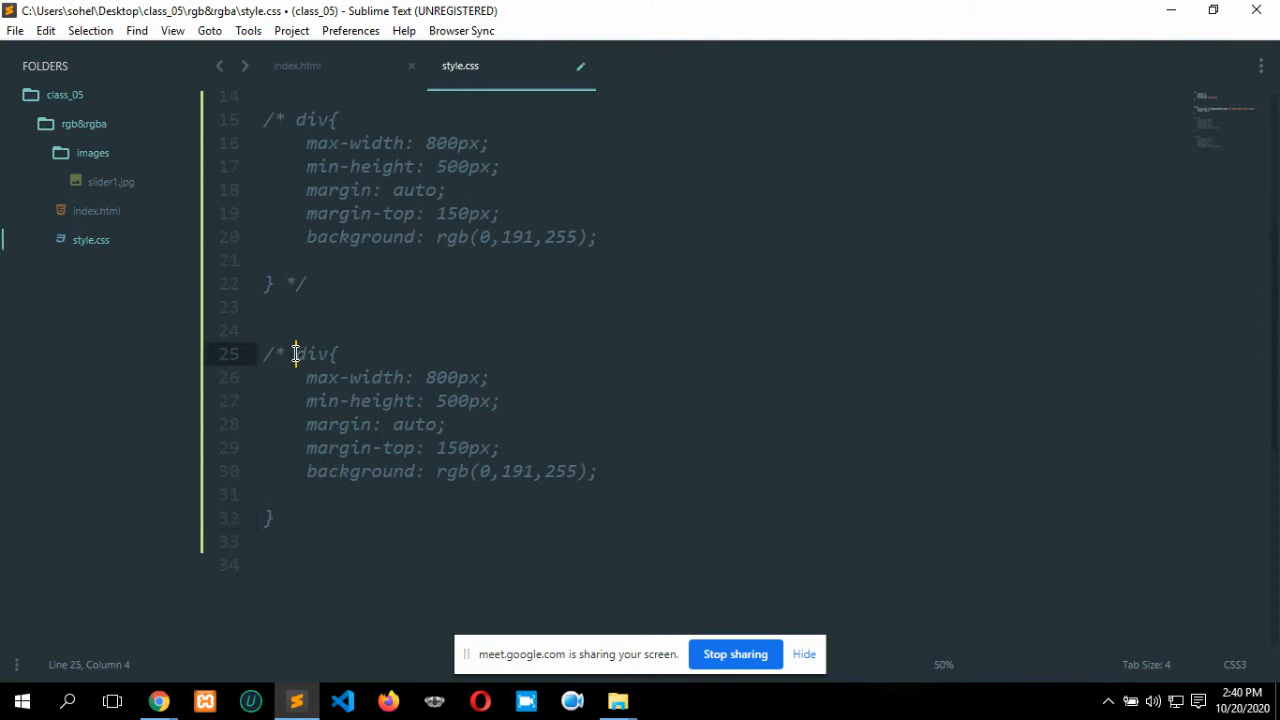 C:\Users\sohel\Desktop\class_05\rgb&rgba\style.css • (class_05) - Sublime Text (UNREGISTERED)
File Edit Selection Find View Goto Tools Project Preferences Help Browser Sync
FOLDERS
class_05
rgb&rgba
images
slider1.jpg
index.html
style.css
index.html
style.css
14
15 /* div{
16 max-width: 800px;
17 min-height: 500px;
18 margin: auto;
19 margin-top: 150px;
20 background: rgb(0,191,255);
21
22 } */
23
24
25 /* div{
26 max-width: 800px;
27 min-height: 500px;
28 margin: auto;
29 margin-top: 150px;
30 background: rgb(0,191,255);
31
32 }
33
34
meet.google.com is sharing your screen. Stop sharing Hide
Line 25, Column 4 50% Tab Size: 4 CSS3
2:40 PM
10/20/2020